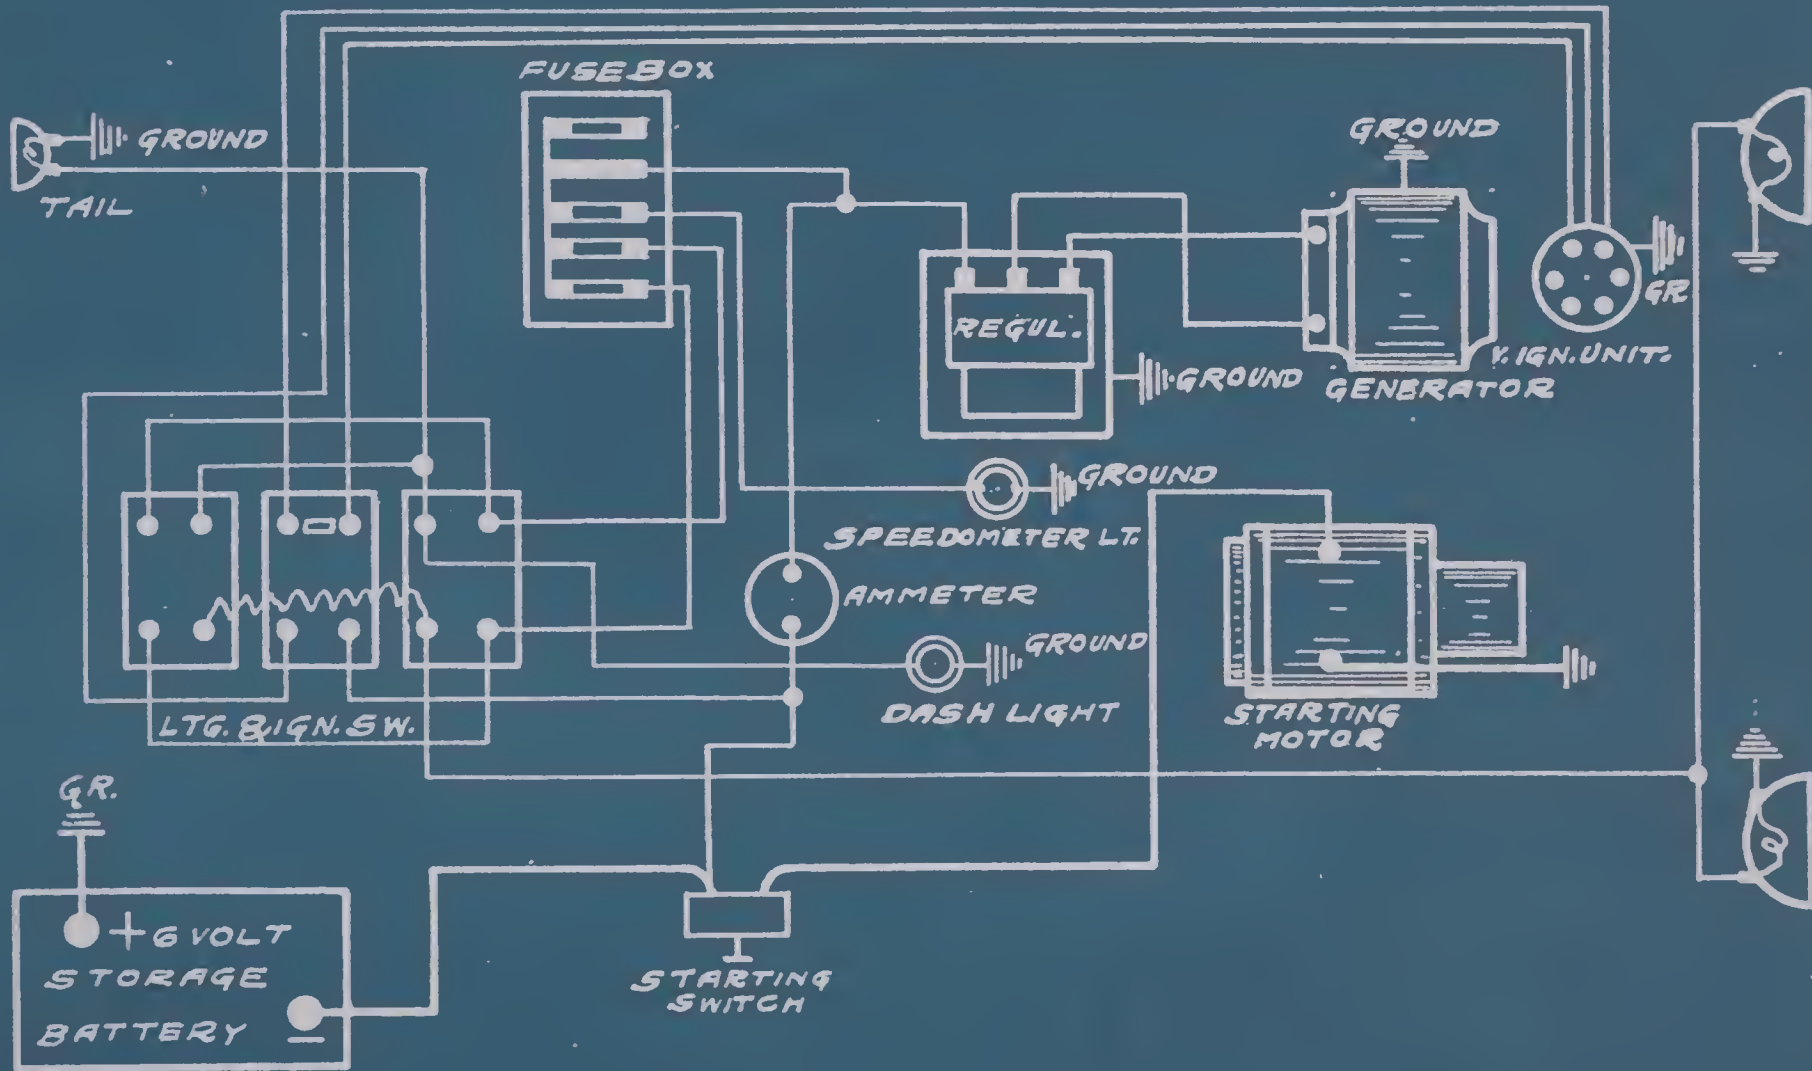 FUSE BOX
GROUND
TAIL
GROUND
REGUL.
GROUND
GENERATOR
GR
V. IGN. UNIT.
GROUND
SPEEDOMETER LT.
AMMETER
GROUND
DASH LIGHT
STARTING
MOTOR
LTG. & IGN. SW.
GR.
+ 6 VOLT
STORAGE
BATTERY
–
STARTING
SWITCH